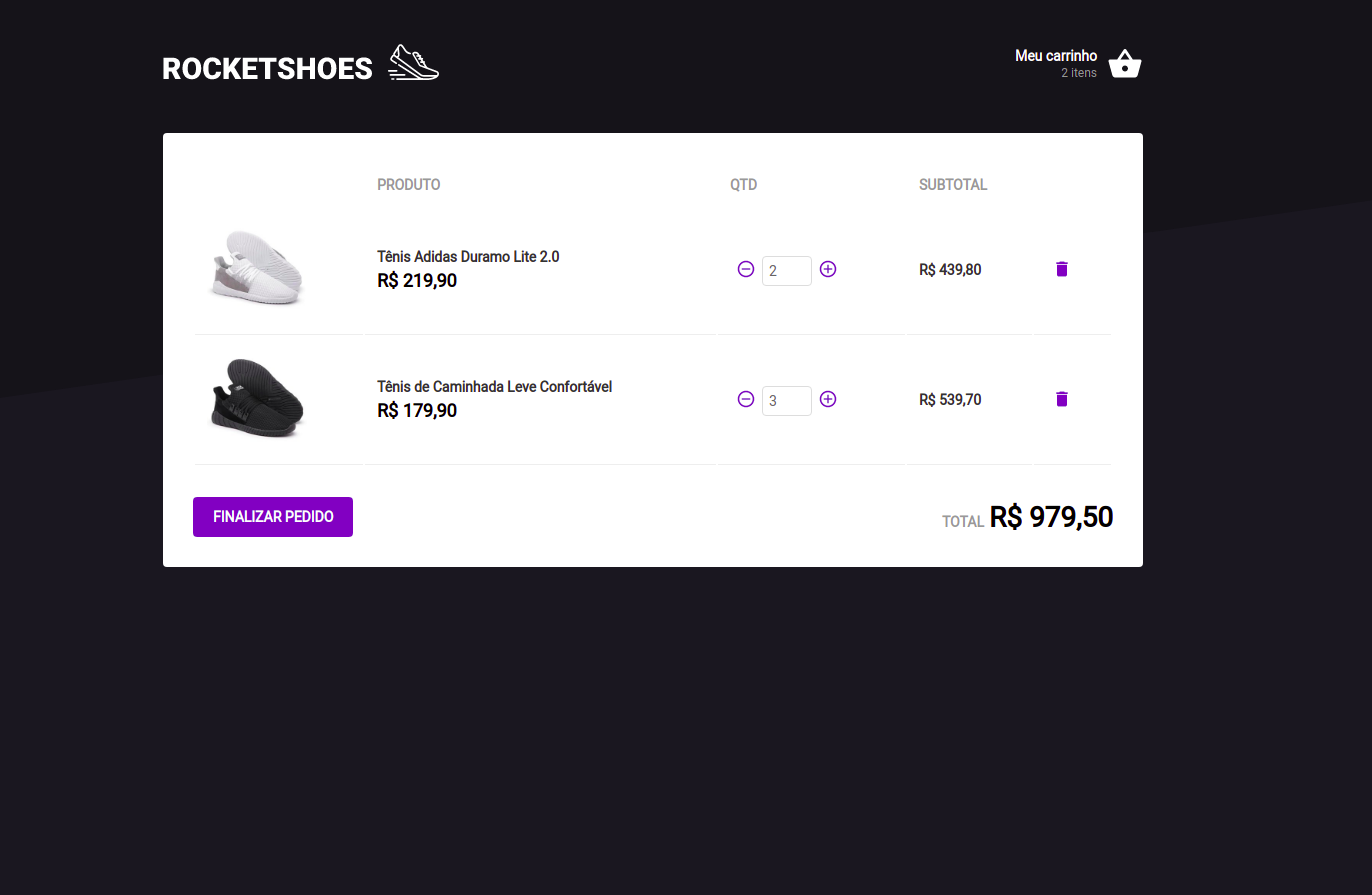 ROCKETSHOES
Meu carrinho
2 itens
PRODUTO QTD SUBTOTAL
Tênis Adidas Duramo Lite 2.0
R$ 219,90
2
R$ 439,80
Tênis de Caminhada Leve Confortável
R$ 179,90
3
R$ 539,70
FINALIZAR PEDIDO
TOTAL R$ 979,50